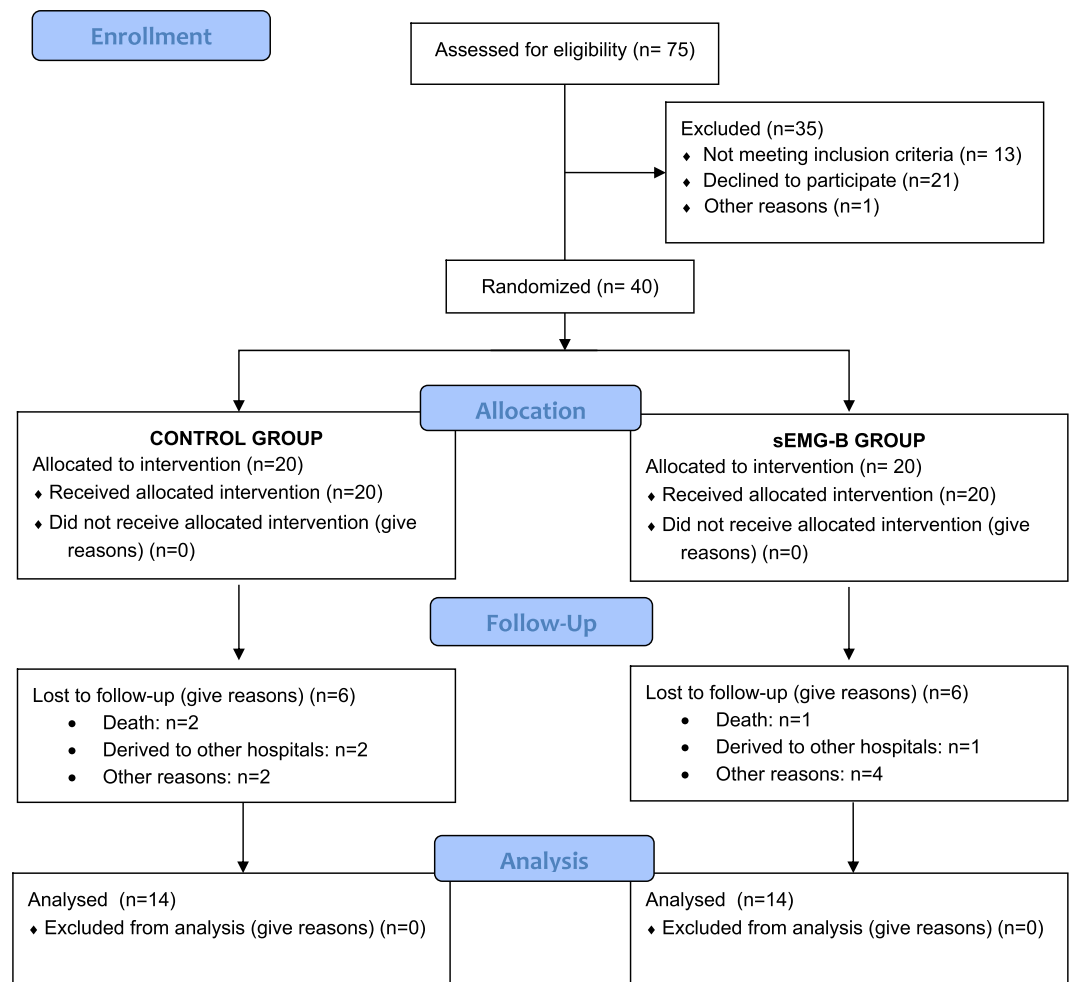 Enrollment
Assessed for eligibility (n= 75)
Excluded (n=35)
♦ Not meeting inclusion criteria (n= 13)
♦ Declined to participate (n=21)
♦ Other reasons (n=1)
Randomized (n= 40)
Allocation
CONTROL GROUP
Allocated to intervention (n=20)
♦ Received allocated intervention (n=20)
♦ Did not receive allocated intervention (give
reasons) (n=0)
sEMG-B GROUP
Allocated to intervention (n= 20)
♦ Received allocated intervention (n=20)
♦ Did not receive allocated intervention (give
reasons) (n=0)
Follow-Up
Lost to follow-up (give reasons) (n=6)
• Death: n=2
• Derived to other hospitals: n=2
• Other reasons: n=2
Lost to follow-up (give reasons) (n=6)
• Death: n=1
• Derived to other hospitals: n=1
• Other reasons: n=4
Analysis
Analysed (n=14)
♦ Excluded from analysis (give reasons) (n=0)
Analysed (n=14)
♦ Excluded from analysis (give reasons) (n=0)